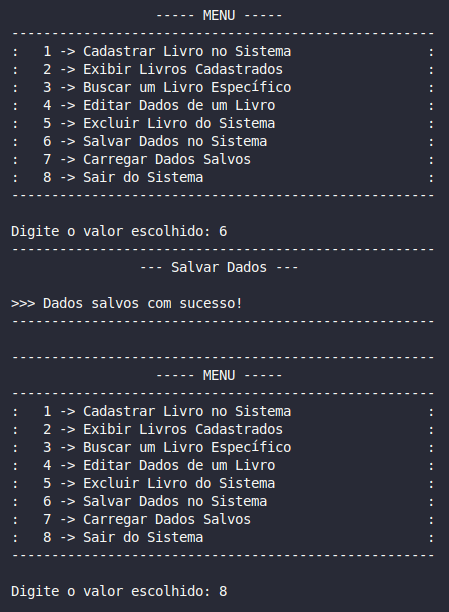 ----- MENU -----
-----------------------------------------------------
:   1 -> Cadastrar Livro no Sistema                 :
:   2 -> Exibir Livros Cadastrados                  :
:   3 -> Buscar um Livro Específico                 :
:   4 -> Editar Dados de um Livro                   :
:   5 -> Excluir Livro do Sistema                   :
:   6 -> Salvar Dados no Sistema                    :
:   7 -> Carregar Dados Salvos                      :
:   8 -> Sair do Sistema                            :
-----------------------------------------------------
Digite o valor escolhido: 6
-----------------------------------------------------
--- Salvar Dados ---
>>> Dados salvos com sucesso!
-----------------------------------------------------
-----------------------------------------------------
----- MENU -----
-----------------------------------------------------
:   1 -> Cadastrar Livro no Sistema                 :
:   2 -> Exibir Livros Cadastrados                  :
:   3 -> Buscar um Livro Específico                 :
:   4 -> Editar Dados de um Livro                   :
:   5 -> Excluir Livro do Sistema                   :
:   6 -> Salvar Dados no Sistema                    :
:   7 -> Carregar Dados Salvos                      :
:   8 -> Sair do Sistema                            :
-----------------------------------------------------
Digite o valor escolhido: 8